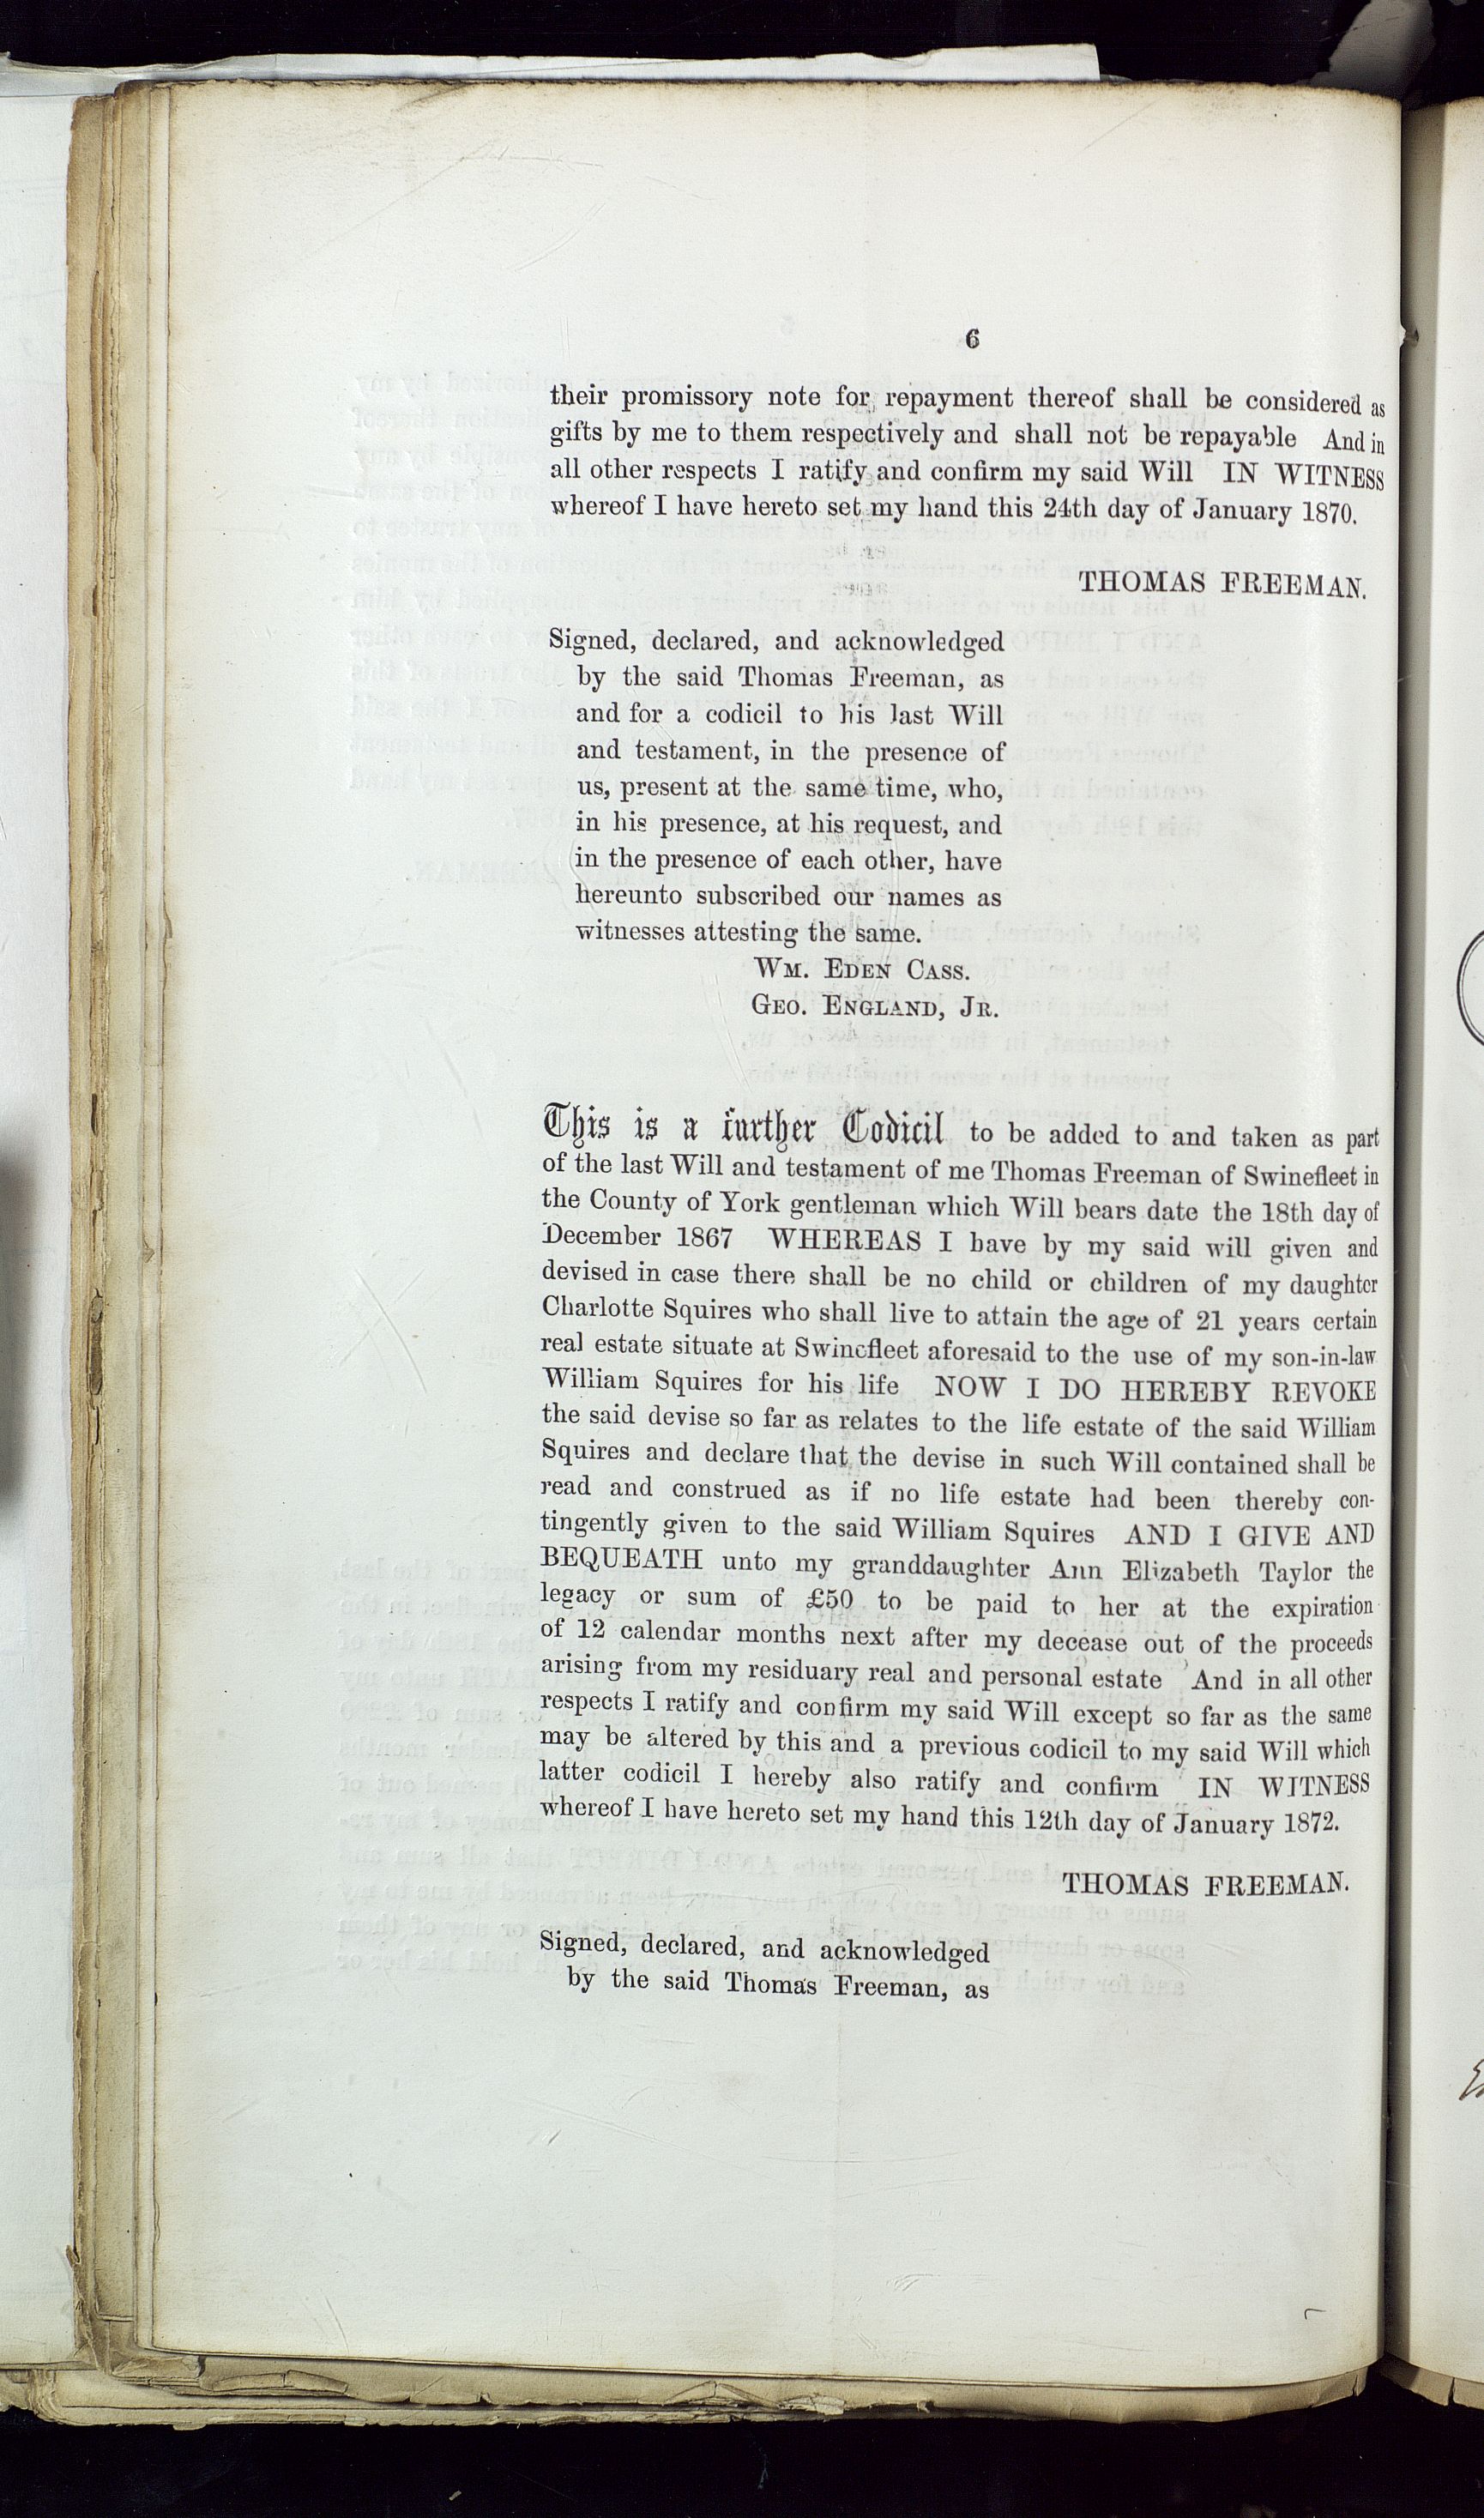 6
their promissory note for repayment thereof shall be considered as
gifts by me to them respectively and shall not be repayable And in
all other respects I ratify and confirm my said Will IN WITNESS
whereof I have hereto set my hand this 24th day of January 1870.
THOMAS FREEMAN.
Signed, declared, and acknowledged
by the said Thomas Freeman, as
and for a codicil to his last Will
and testament, in the presence of
us, present at the same time, who,
in his presence, at his request, and
in the presence of each other, have
hereunto subscribed our names as
witnesses attesting the same.
WM. EDEN CASS.
GEO. ENGLAND, JR.
This is a further Codicil to be added to and taken as part
of the last Will and testament of me Thomas Freeman of Swinefleet in
the County of York gentleman which Will bears date the 18th day of
December 1867 WHEREAS I have by my said will given and
devised in case there shall be no child or children of my daughter
Charlotte Squires who shall live to attain the age of 21 years certain
real estate situate at Swinefleet aforesaid to the use of my son-in-law
William Squires for his life NOW I DO HEREBY REVOKE
the said devise so far as relates to the life estate of the said William
Squires and declare that the devise in such Will contained shall be
read and construed as if no life estate had been thereby con-
tingently given to the said William Squires AND I GIVE AND
BEQUEATH unto my granddaughter Ann Elizabeth Taylor the
legacy or sum of £50 to be paid to her at the expiration
of 12 calendar months next after my decease out of the proceeds
arising from my residuary real and personal estate And in all other
respects I ratify and confirm my said Will except so far as the same
may be altered by this and a previous codicil to my said Will which
latter codicil I hereby also ratify and confirm IN WITNESS
whereof I have hereto set my hand this 12th day of January 1872.
THOMAS FREEMAN.
Signed, declared, and acknowledged
by the said Thomas Freeman, as